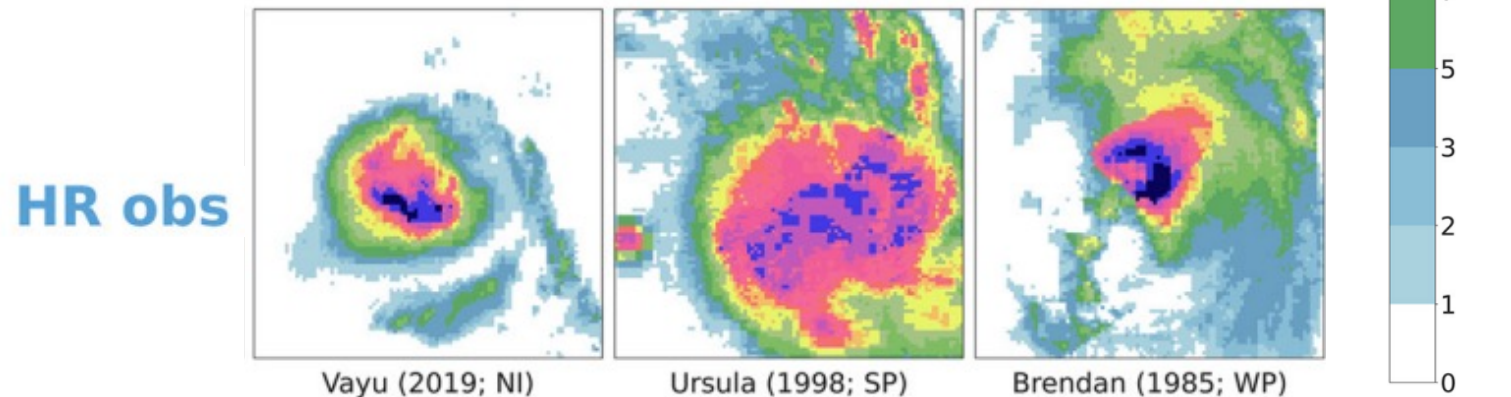 HR obs
Vayu (2019; NI)
Ursula (1998; SP)
Brendan (1985; WP)
5
3
2
1
0